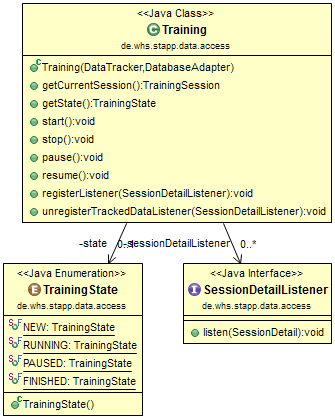 <<Java Class>>
Training
de.whs.stapp.data.access
Training(DataTracker,DatabaseAdapter)
getCurrentSession():TrainingSession
getState():TrainingState
start():void
stop():void
pause():void
resume():void
registerListener(SessionDetailListener):void
unregisterTrackedDataListener(SessionDetailListener):void
-state 0..1 -sessionDetailListener 0..*
<<Java Enumeration>>
TrainingState
de.whs.stapp.data.access
NEW: TrainingState
RUNNING: TrainingState
PAUSED: TrainingState
FINISHED: TrainingState
TrainingState()
<<Java Interface>>
SessionDetailListener
de.whs.stapp.data.access
listen(SessionDetail):void